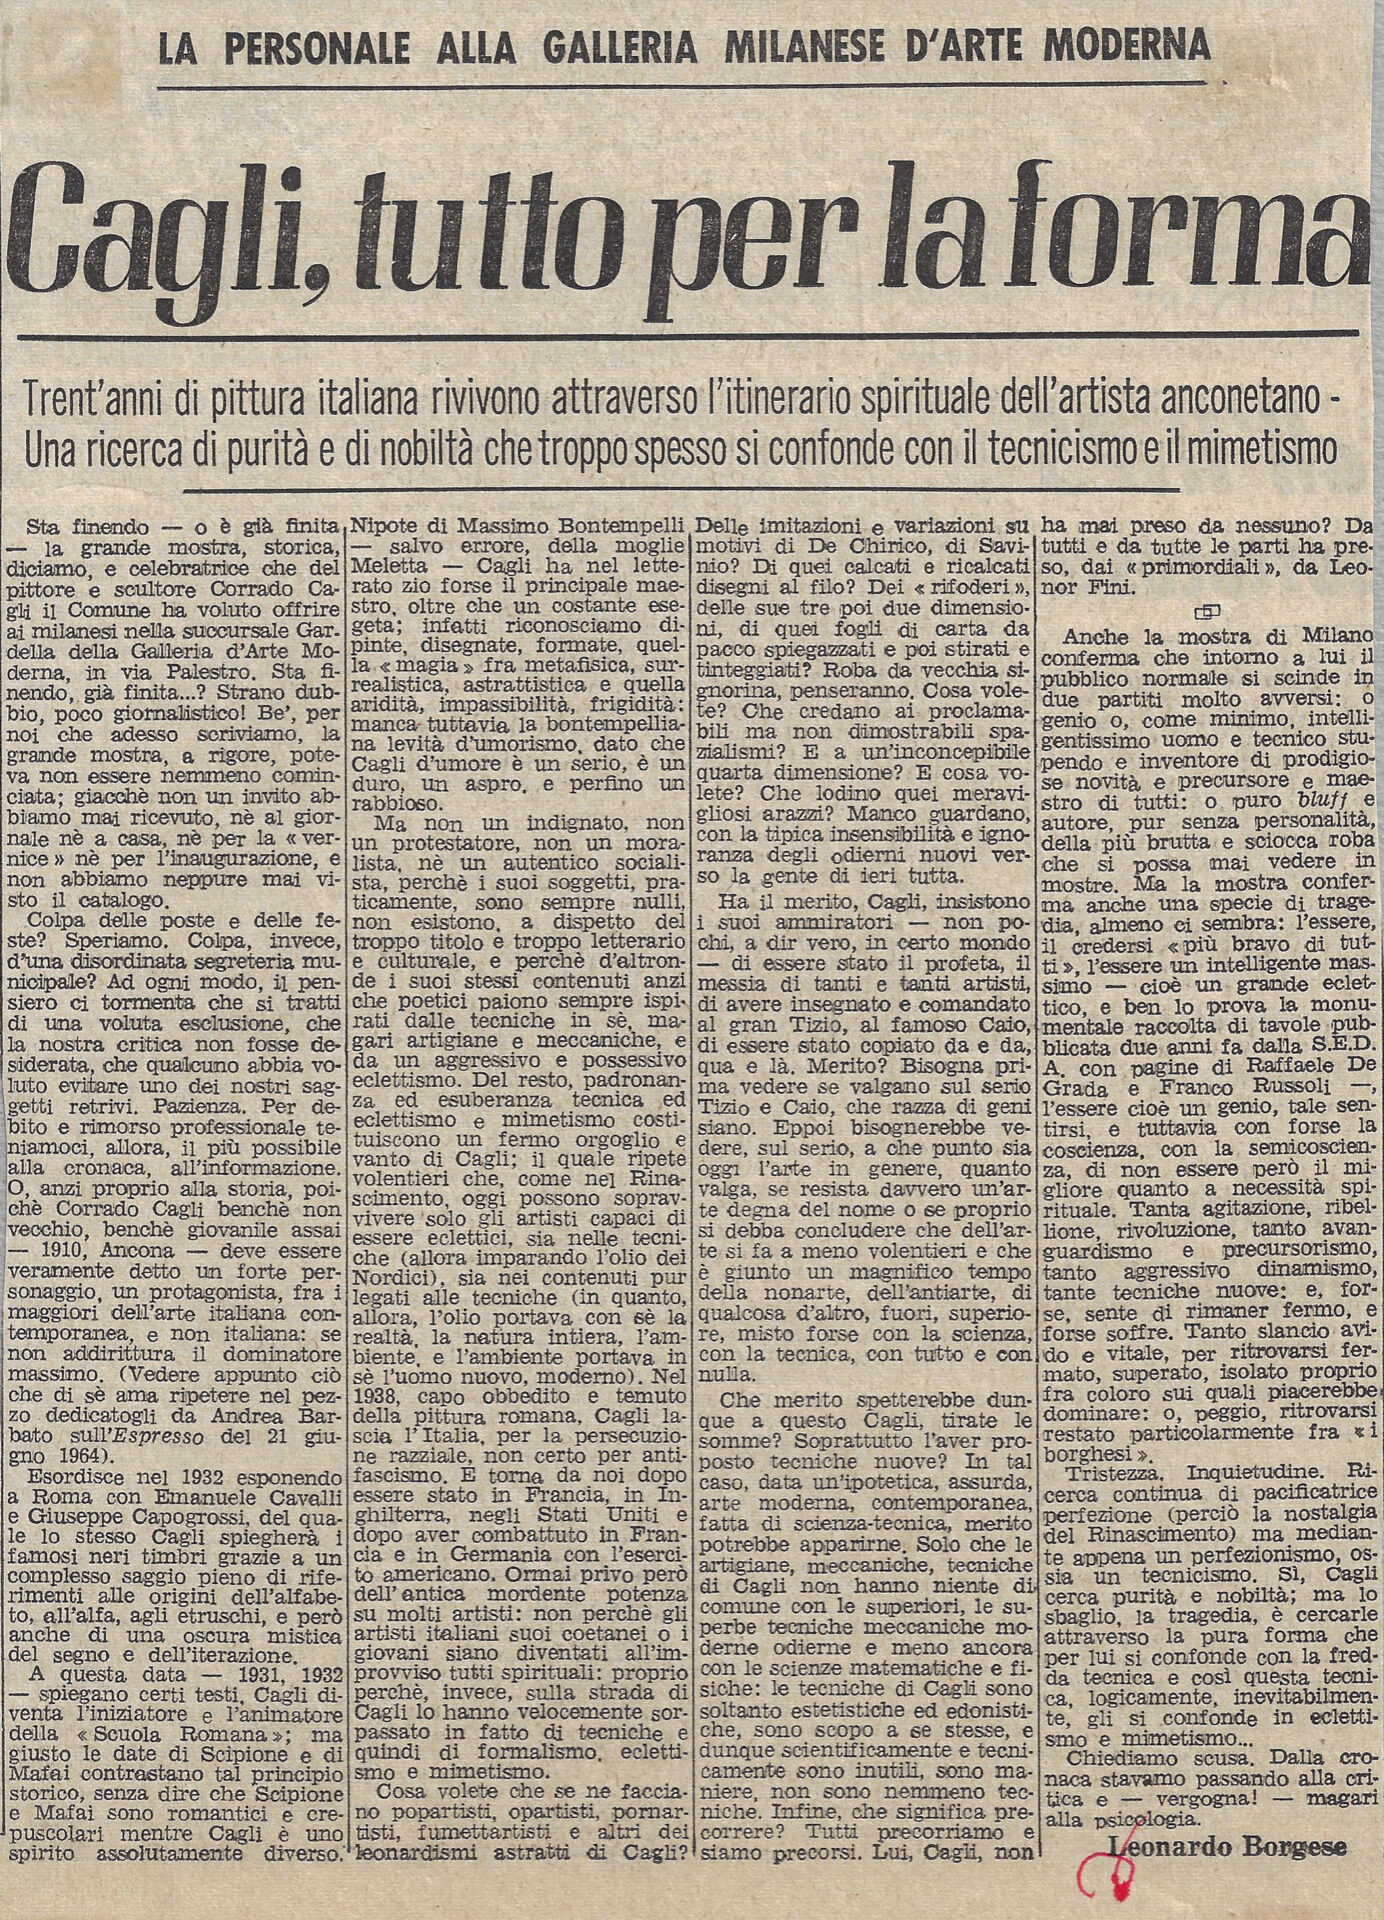 LA PERSONALE ALLA GALLERIA MILANESE D'ARTE MODERNA
Cagli, tutto per la forma
Trent'anni di pittura italiana rivivono attraverso l'itinerario spirituale dell'artista anconetano -
Una ricerca di purità e di nobiltà che troppo spesso si confonde con il tecnicismo e il mimetismo
Sta finendo — o è già finita
— la grande mostra, storica,
diciamo, e celebratrice che del
pittore e scultore Corrado Ca-
gli il Comune ha voluto offrire
ai milanesi nella succursale Gar-
della della Galleria d'Arte Mo-
derna, in via Palestro. Sta fi-
nendo, già finita...? Strano dub-
bio, poco giornalistico! Be', per
noi che adesso scriviamo, la
grande mostra, a rigore, pote-
va non essere nemmeno comin-
ciata; giacchè non un invito ab-
biamo mai ricevuto, nè al gior-
nale nè a casa, nè per la « ver-
nice » nè per l'inaugurazione, e
non abbiamo neppure mai vi-
sto il catalogo.
Colpa delle poste e delle fe-
ste? Speriamo. Colpa, invece,
d'una disordinata segreteria mu-
nicipale? Ad ogni modo, il pen-
siero ci tormenta che si tratti
di una voluta esclusione, che
la nostra critica non fosse de-
siderata, che qualcuno abbia vo-
luto evitare uno dei nostri sag-
getti retrivi. Pazienza. Per de-
bito e rimorso professionale te-
niamoci, allora, il più possibile
alla cronaca, all'informazione.
O, anzi proprio alla storia, poi-
chè Corrado Cagli benchè non
vecchio, benchè giovanile assai
— 1910, Ancona — deve essere
veramente detto un forte per-
sonaggio, un protagonista, fra i
maggiori dell'arte italiana con-
temporanea, e non italiana: se
non addirittura il dominatore
massimo. (Vedere appunto ciò
che di sè ama ripetere nel pez-
zo dedicatogli da Andrea Bar-
bato sull'Espresso del 21 giu-
gno 1964).
Esordisce nel 1932 esponendo
a Roma con Emanuele Cavalli
e Giuseppe Capogrossi, del qua-
le lo stesso Cagli spiegherà i
famosi neri timbri grazie a un
complesso saggio pieno di rife-
rimenti alle origini dell'alfabe-
to, all'alfa, agli etruschi, e però
anche di una oscura mistica
del segno e dell'iterazione.
A questa data — 1931, 1932
— spiegano certi testi, Cagli di-
venta l'iniziatore e l'animatore
della « Scuola Romana »; ma
giusto le date di Scipione e di
Mafai contrastano tal principio
storico, senza dire che Scipione
e Mafai sono romantici e cre-
puscolari mentre Cagli è uno
spirito assolutamente diverso.
Nipote di Massimo Bontempelli
— salvo errore, della moglie
Meletta — Cagli ha nel lette-
rato zio forse il principale mae-
stro, oltre che un costante ese-
geta; infatti riconosciamo di-
pinte, disegnate, formate, quel-
la « magia » fra metafisica, sur-
realistica, astrattistica e quella
aridità, impassibilità, frigidità:
manca tuttavia la bontempellia-
na levità d'umorismo, dato che
Cagli d'umore è un serio, è un
duro, un aspro, e perfino un
rabbioso.
Ma non un indignato, non
un protestatore, non un mora-
lista, nè un autentico sociali-
sta, perchè i suoi soggetti, pra-
ticamente, sono sempre nulli,
non esistono, a dispetto del
troppo titolo e troppo letterario
e culturale, e perchè d'altron-
de i suoi stessi contenuti anzi
che poetici paiono sempre ispi-
rati dalle tecniche in sè, ma-
gari artigiane e meccaniche, e
da un aggressivo e possessivo
eclettismo. Del resto, padronan-
za ed esuberanza tecnica ed
eclettismo e mimetismo costi-
tuiscono un fermo orgoglio e
vanto di Cagli; il quale ripete
volentieri che, come nel Rina-
scimento, oggi possono soprav-
vivere solo gli artisti capaci di
essere eclettici, sia nelle tecni-
che (allora imparando l'olio dei
Nordici), sia nei contenuti pur
legati alle tecniche (in quanto,
allora, l'olio portava con sè la
realtà, la natura intiera, l'am-
biente, e l'ambiente portava in
sè l'uomo nuovo, moderno). Nel
1938, capo obbedito e temuto
della pittura romana, Cagli la-
scia l'Italia, per la persecuzio-
ne razziale, non certo per anti-
fascismo. E torna da noi dopo
essere stato in Francia, in In-
ghilterra, negli Stati Uniti e
dopo aver combattuto in Fran-
cia e in Germania con l'eserci-
to americano. Ormai privo però
dell'antica mordente potenza
su molti artisti: non perchè gli
artisti italiani suoi coetanei o i
giovani siano diventati all'im-
provviso tutti spirituali: proprio
perchè, invece, sulla strada di
Cagli lo hanno velocemente sor-
passato in fatto di tecniche e
quindi di formalismo, eclettis-
smo e mimetismo.
Cosa volete che se ne faccia-
no popartisti, opartisti, pornar-
tisti, fumettartisti e altri dei
leonardismi astratti di Cagli?
Delle imitazioni e variazioni su
motivi di De Chirico, di Savi-
nio? Di quei calcati e ricalcati
disegni al filo? Dei « rifoderi »,
delle sue tre poi due dimensio-
ni, di quei fogli di carta da
pacco spiegazzati e poi stirati e
tinteggiati? Roba da vecchia si-
gnorina, penseranno. Cosa vole-
te? Che credano ai proclama-
bili ma non dimostrabili spa-
zialismi? E a un'inconcepibile
quarta dimensione? E cosa vo-
lete? Che lodino quei meravi-
gliosi arazzi? Manco guardano,
con la tipica insensibilità e igno-
ranza degli odierni nuovi ver-
so la gente di ieri tutta.
Ha il merito, Cagli, insistono
i suoi ammiratori — non po-
chi, a dir vero, in certo mondo
— di essere stato il profeta, il
messia di tanti e tanti artisti,
di avere insegnato e comandato
al gran Tizio, al famoso Caio,
di essere stato copiato da e da,
qua e là. Merito? Bisogna pri-
ma vedere se valgano sul serio
Tizio e Caio, che razza di geni
siano. Eppoi bisognerebbe ve-
dere, sul serio, a che punto sia
oggi l'arte in genere, quanto
valga, se resista davvero un'ar-
te degna del nome o se proprio
si debba concludere che dell'ar-
te si fa a meno volentieri e che
è giunto un magnifico tempo
della nonarte, dell'antiarte, di
qualcosa d'altro, fuori, superio-
re, misto forse con la scienza,
con la tecnica, con tutto e con
nulla.
Che merito spetterebbe dun-
que a questo Cagli, tirate le
somme? Soprattutto l'aver pro-
posto tecniche nuove? In tal
caso, data un'ipotetica, assurda,
arte moderna, contemporanea,
fatta di scienza-tecnica, merito
potrebbe apparirne. Solo che le
artigiane, meccaniche, tecniche
di Cagli non hanno niente di
comune con le superiori, le su-
perbe tecniche meccaniche mo-
derne odierne e meno ancora
con le scienze matematiche e fi-
siche: le tecniche di Cagli sono
soltanto estetistiche ed edonisti-
che, sono scopo a se stesse, e
dunque scientificamente e tecni-
camente sono inutili, sono ma-
niere, non sono nemmeno tec-
niche. Infine, che significa pre-
correre? Tutti precorriamo e
siamo precorsi. Lui, Cagli, non
ha mai preso da nessuno? Da
tutti e da tutte le parti ha pre-
so, dai « primordiali », da Leo-
nor Fini.
Anche la mostra di Milano
conferma che intorno a lui il
pubblico normale si scinde in
due partiti molto avversi: o
genio o, come minimo, intelli-
gentissimo uomo e tecnico stu-
pendo e inventore di prodigio-
se novità e precursore e mae-
stro di tutti: o puro bluff e
autore, pur senza personalità,
della più brutta e sciocca roba
che si possa mai vedere in
mostre. Ma la mostra confer-
ma anche una specie di trage-
dia, almeno ci sembra: l'essere,
il credersi « più bravo di tut-
ti », l'essere un intelligente mas-
simo — cioè un grande eclet-
tico, e ben lo prova la monu-
mentale raccolta di tavole pub-
blicata due anni fa dalla S.E.D.
A. con pagine di Raffaele De
Grada e Franco Russoli —,
l'essere cioè un genio, tale sen-
tirsi, e tuttavia con forse la
coscienza, con la semicoscien-
za, di non essere però il mi-
gliore quanto a necessità spi-
rituale. Tanta agitazione, ribel-
lione, rivoluzione, tanto avan-
guardismo e precursorismo,
tanto aggressivo dinamismo,
tante tecniche nuove: e, for-
se, sente di rimaner fermo, e
forse soffre. Tanto slancio avi-
do e vitale, per ritrovarsi fer-
mato, superato, isolato proprio
fra coloro sui quali piacerebbe
dominare: o, peggio, ritrovarsi
restato particolarmente fra « i
borghesi ».
Tristezza. Inquietudine. Ri-
cerca continua di pacificatrice
perfezione (perciò la nostalgia
del Rinascimento) ma median-
te appena un perfezionismo, os-
sia un tecnicismo. Sì, Cagli
cerca purità e nobiltà; ma lo
sbaglio, la tragedia, è cercarle
attraverso la pura forma che
per lui si confonde con la fred-
da tecnica e così questa tecni-
ca, logicamente, inevitabilmen-
te, gli si confonde in ecletti-
smo e mimetismo...
Chiediamo scusa. Dalla cro-
naca stavamo passando alla cri-
tica e — vergogna! — magari
alla psicologia.
Leonardo Borgese